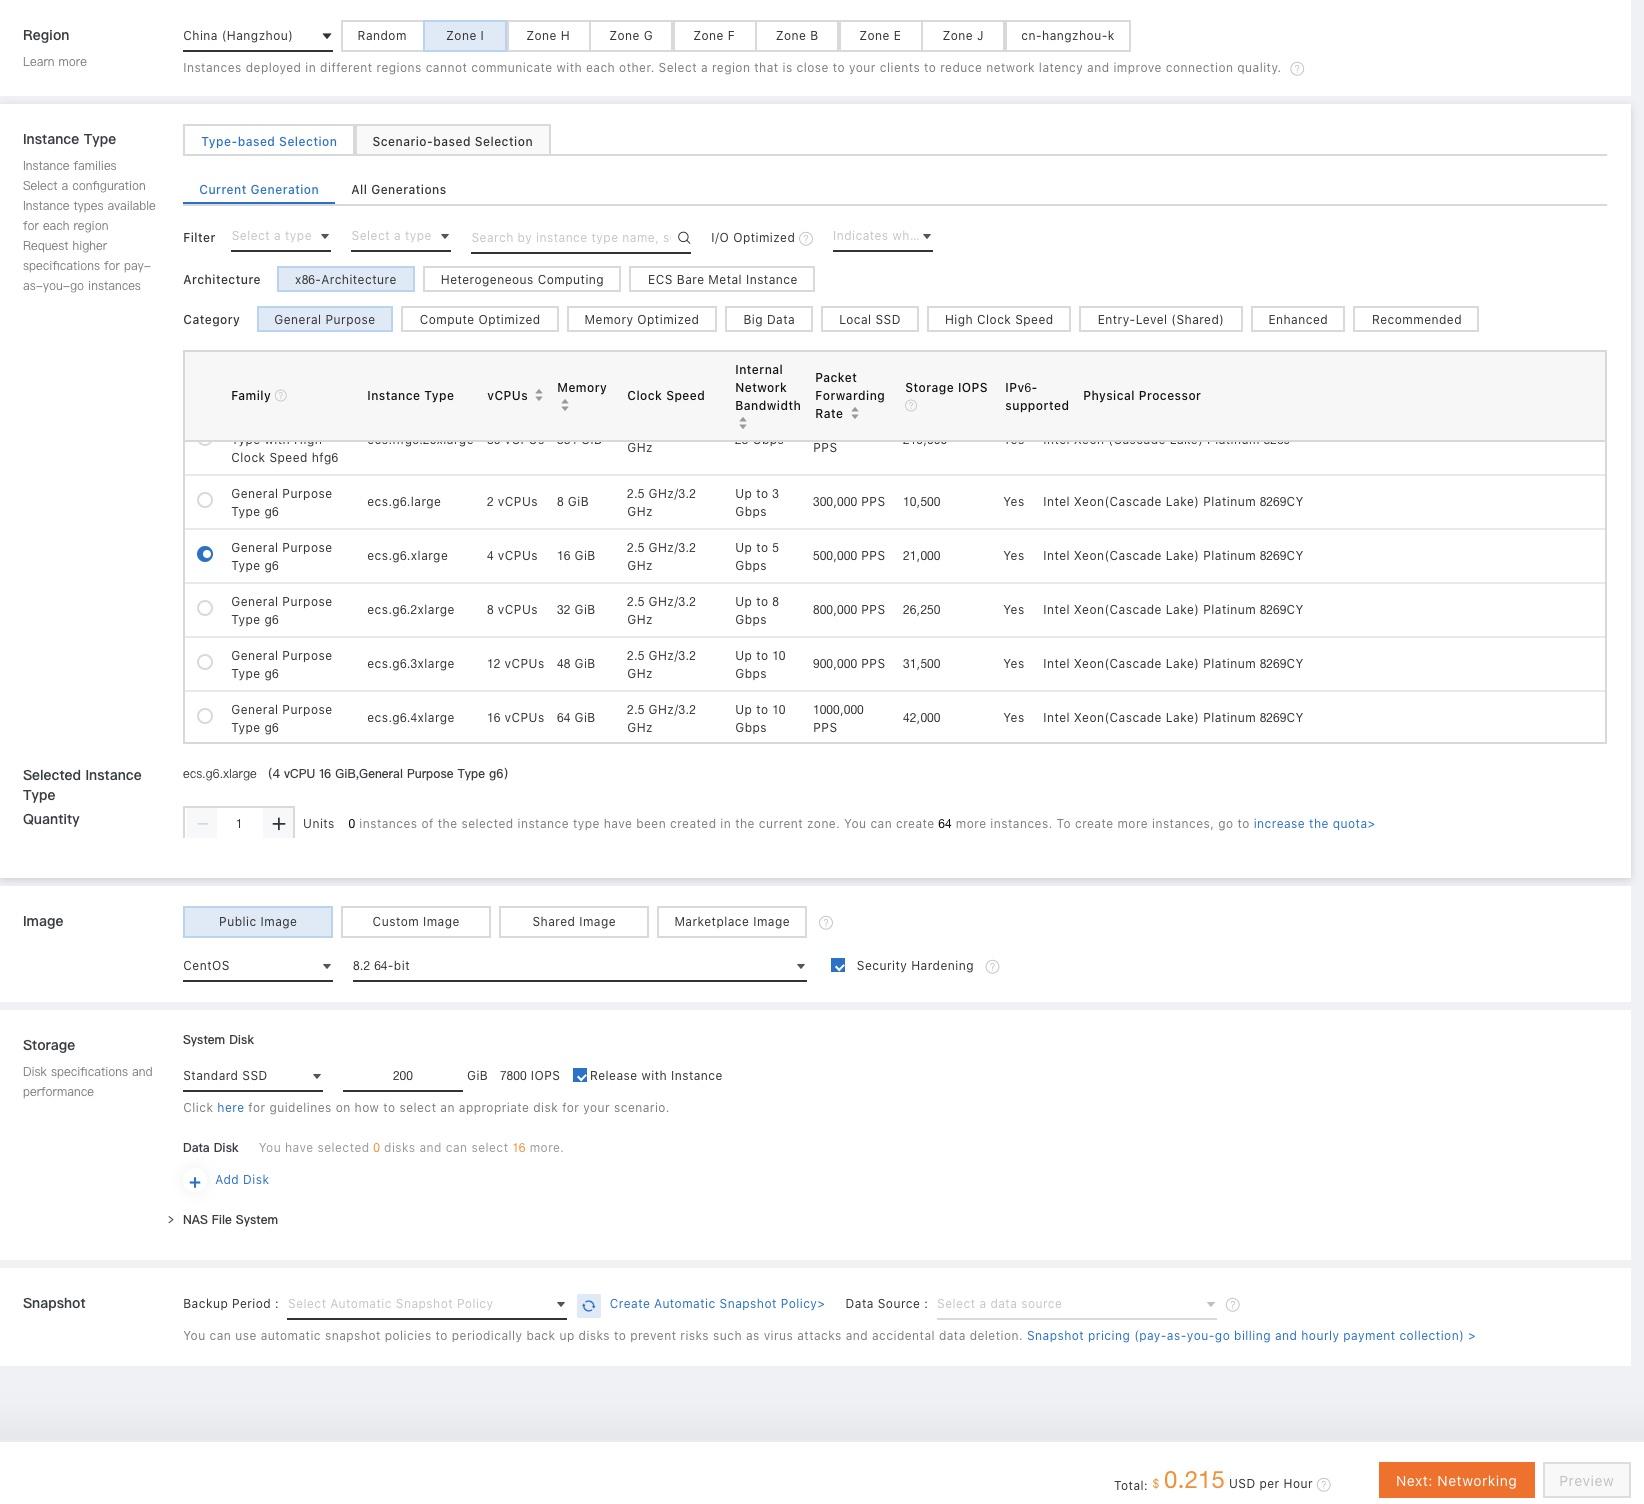 Region
China (Hangzhou) Random Zone I Zone H Zone G Zone F Zone B Zone E Zone J cn-hangzhou-k
Learn more
Instances deployed in different regions cannot communicate with each other. Select a region that is close to your clients to reduce network latency and improve connection quality.
Instance Type
Instance families
Select a configuration
Instance types available
for each region
Request higher
specifications for pay–
as–you–go instances
Type-based Selection Scenario-based Selection
Current Generation All Generations
Filter Select a type Select a type Search by instance type name, s I/O Optimized Indicates wh...
Architecture x86-Architecture Heterogeneous Computing ECS Bare Metal Instance
Category General Purpose Compute Optimized Memory Optimized Big Data Local SSD High Clock Speed Entry-Level (Shared) Enhanced Recommended
Family Instance Type vCPUs Memory Clock Speed Internal Network Bandwidth Packet Forwarding Rate Storage IOPS IPv6-supported Physical Processor
Type with High GHz PPS
Clock Speed hfg6
General Purpose Type g6 ecs.g6.large 2 vCPUs 8 GiB 2.5 GHz/3.2 GHz Up to 3 Gbps 300,000 PPS 10,500 Yes Intel Xeon(Cascade Lake) Platinum 8269CY
General Purpose Type g6 ecs.g6.xlarge 4 vCPUs 16 GiB 2.5 GHz/3.2 GHz Up to 5 Gbps 500,000 PPS 21,000 Yes Intel Xeon(Cascade Lake) Platinum 8269CY
General Purpose Type g6 ecs.g6.2xlarge 8 vCPUs 32 GiB 2.5 GHz/3.2 GHz Up to 8 Gbps 800,000 PPS 26,250 Yes Intel Xeon(Cascade Lake) Platinum 8269CY
General Purpose Type g6 ecs.g6.3xlarge 12 vCPUs 48 GiB 2.5 GHz/3.2 GHz Up to 10 Gbps 900,000 PPS 31,500 Yes Intel Xeon(Cascade Lake) Platinum 8269CY
General Purpose Type g6 ecs.g6.4xlarge 16 vCPUs 64 GiB 2.5 GHz/3.2 GHz Up to 10 Gbps 1000,000 PPS 42,000 Yes Intel Xeon(Cascade Lake) Platinum 8269CY
Selected Instance Type
ecs.g6.xlarge (4 vCPU 16 GiB,General Purpose Type g6)
Quantity
− 1 + Units 0 instances of the selected instance type have been created in the current zone. You can create 64 more instances. To create more instances, go to increase the quota>
Image
Public Image Custom Image Shared Image Marketplace Image
CentOS 8.2 64-bit Security Hardening
Storage
Disk specifications and
performance
System Disk
Standard SSD 200 GiB 7800 IOPS Release with Instance
Click here for guidelines on how to select an appropriate disk for your scenario.
Data Disk You have selected 0 disks and can select 16 more.
+ Add Disk
> NAS File System
Snapshot
Backup Period : Select Automatic Snapshot Policy Create Automatic Snapshot Policy> Data Source : Select a data source
You can use automatic snapshot policies to periodically back up disks to prevent risks such as virus attacks and accidental data deletion. Snapshot pricing (pay-as-you-go billing and hourly payment collection) >
Total: $ 0.215 USD per Hour Next: Networking Preview